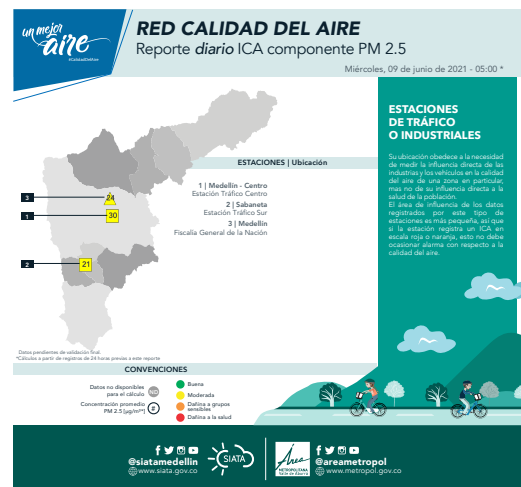 un mejor
aire
#CalidadDelAire
RED CALIDAD DEL AIRE
Reporte diario ICA componente PM 2.5
Miércoles, 09 de junio de 2021 - 05:00 *
ESTACIONES | Ubicación
1 | Medellín - Centro
Estación Tráfico Centro
2 | Sabaneta
Estación Tráfico Sur
3 | Medellín
Fiscalía General de la Nación
3
24
1
30
2
21
ESTACIONES
DE TRÁFICO
O INDUSTRIALES
Su ubicación obedece a la necesidad
de medir la influencia directa de las
industrias y los vehículos en la calidad
del aire de una zona en particular,
mas no de su influencia directa a la
salud de la población.
El área de influencia de los datos
registrados por este tipo de
estaciones es más pequeña, así que
si la estación registra un ICA en
escala roja o naranja, esto no debe
ocasionar alarma con respecto a la
calidad del aire.
Datos pendientes de validación final.
*Cálculos a partir de registros de 24 horas previas a este reporte
CONVENCIONES
Datos no disponibles
para el cálculo
ND
Concentración promedio
PM 2.5 [µg/m³*]
#
Buena
Moderada
Dañina a grupos
sensibles
Dañina a la salud
@siatamedellin
www.siata.gov.co
SIATA
Área
METROPOLITANA
Valle de Aburrá
@areametropol
www.metropol.gov.co